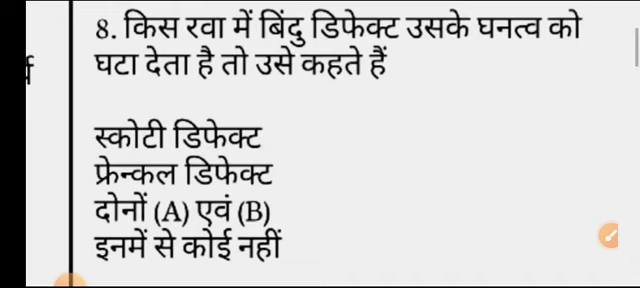 8. किस रवा में बिंदु डिफेक्ट उसके घनत्व को
घटा देता है तो उसे कहते हैं
स्कोटी डिफेक्ट
फ्रेन्कल डिफेक्ट
दोनों (A) एवं (B)
इनमें से कोई नहीं